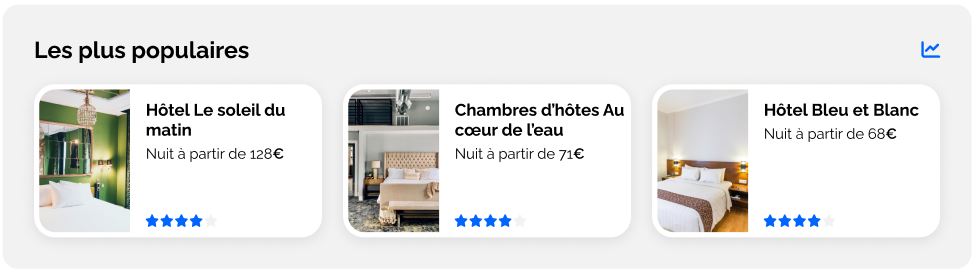 Les plus populaires
Hôtel Le soleil du
matin
Nuit à partir de 128€
Chambres d’hôtes Au
cœur de l’eau
Nuit à partir de 71€
Hôtel Bleu et Blanc
Nuit à partir de 68€